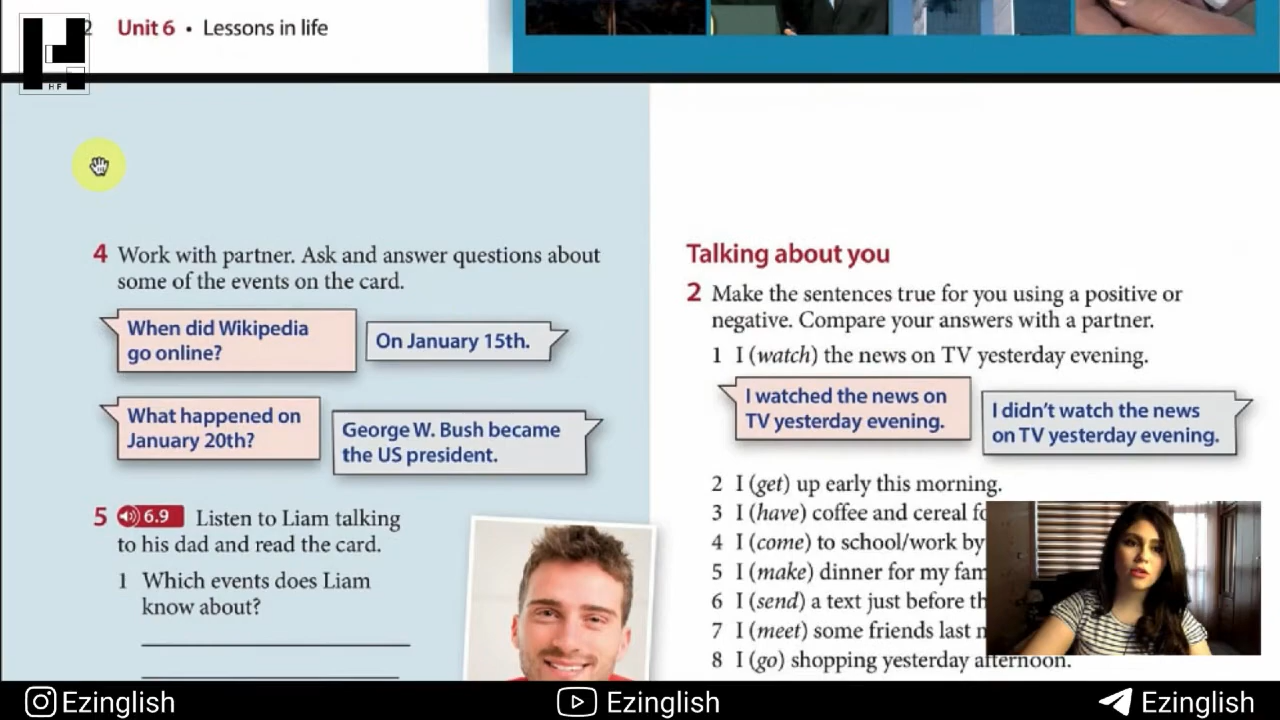 2 Unit 6 • Lessons in life
HF
4 Work with partner. Ask and answer questions about
some of the events on the card.
When did Wikipedia
go online?
On January 15th.
What happened on
January 20th?
George W. Bush became
the US president.
5 6.9 Listen to Liam talking
to his dad and read the card.
1 Which events does Liam
know about?
Talking about you
2 Make the sentences true for you using a positive or
negative. Compare your answers with a partner.
1 I (watch) the news on TV yesterday evening.
I watched the news on
TV yesterday evening.
I didn't watch the news
on TV yesterday evening.
2 I (get) up early this morning.
3 I (have) coffee and cereal
4 I (come) to school/work by
5 I (make) dinner for my
6 I (send) a text just before
7 I (meet) some friends last
8 I (go) shopping yesterday afternoon.
Ezinglish
Ezinglish
Ezinglish